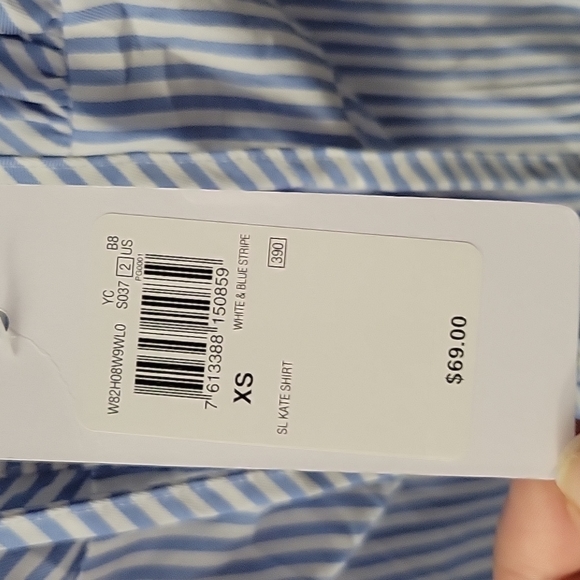 W82H08W9WL0 YC B8
S037 2 US
PG0001
7 613388 150859
XS WHITE & BLUE STRIPE
SL KATE SHIRT 390
$69.00